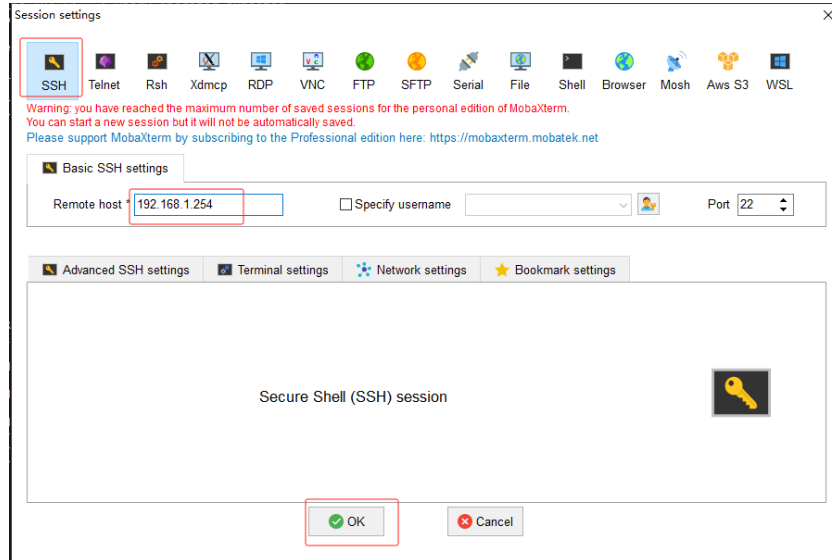 Session settings
SSH Telnet Rsh Xdmcp RDP VNC FTP SFTP Serial File Shell Browser Mosh Aws S3 WSL
Warning: you have reached the maximum number of saved sessions for the personal edition of MobaXterm.
You can start a new session but it will not be automatically saved.
Please support MobaXterm by subscribing to the Professional edition here: https://mobaxterm.mobatek.net
Basic SSH settings
Remote host * 192.168.1.254 Specify username Port 22
Advanced SSH settings Terminal settings Network settings Bookmark settings
Secure Shell (SSH) session
OK Cancel